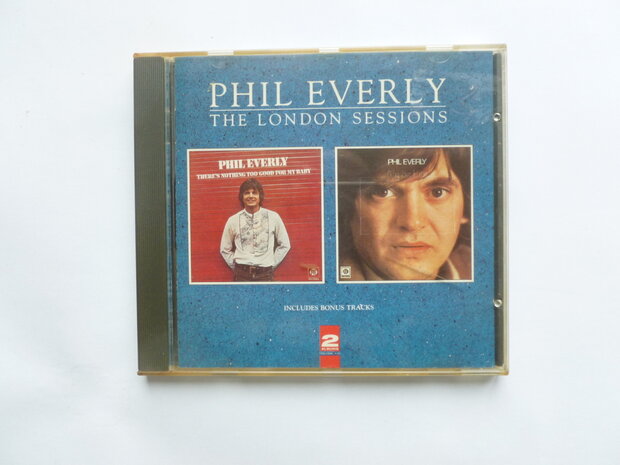 PHIL EVERLY
THE LONDON SESSIONS
PHIL EVERLY
THERE'S NOTHING TOO GOOD FOR MY BABY
PHIL EVERLY
INCLUDES BONUS TRACKS
2